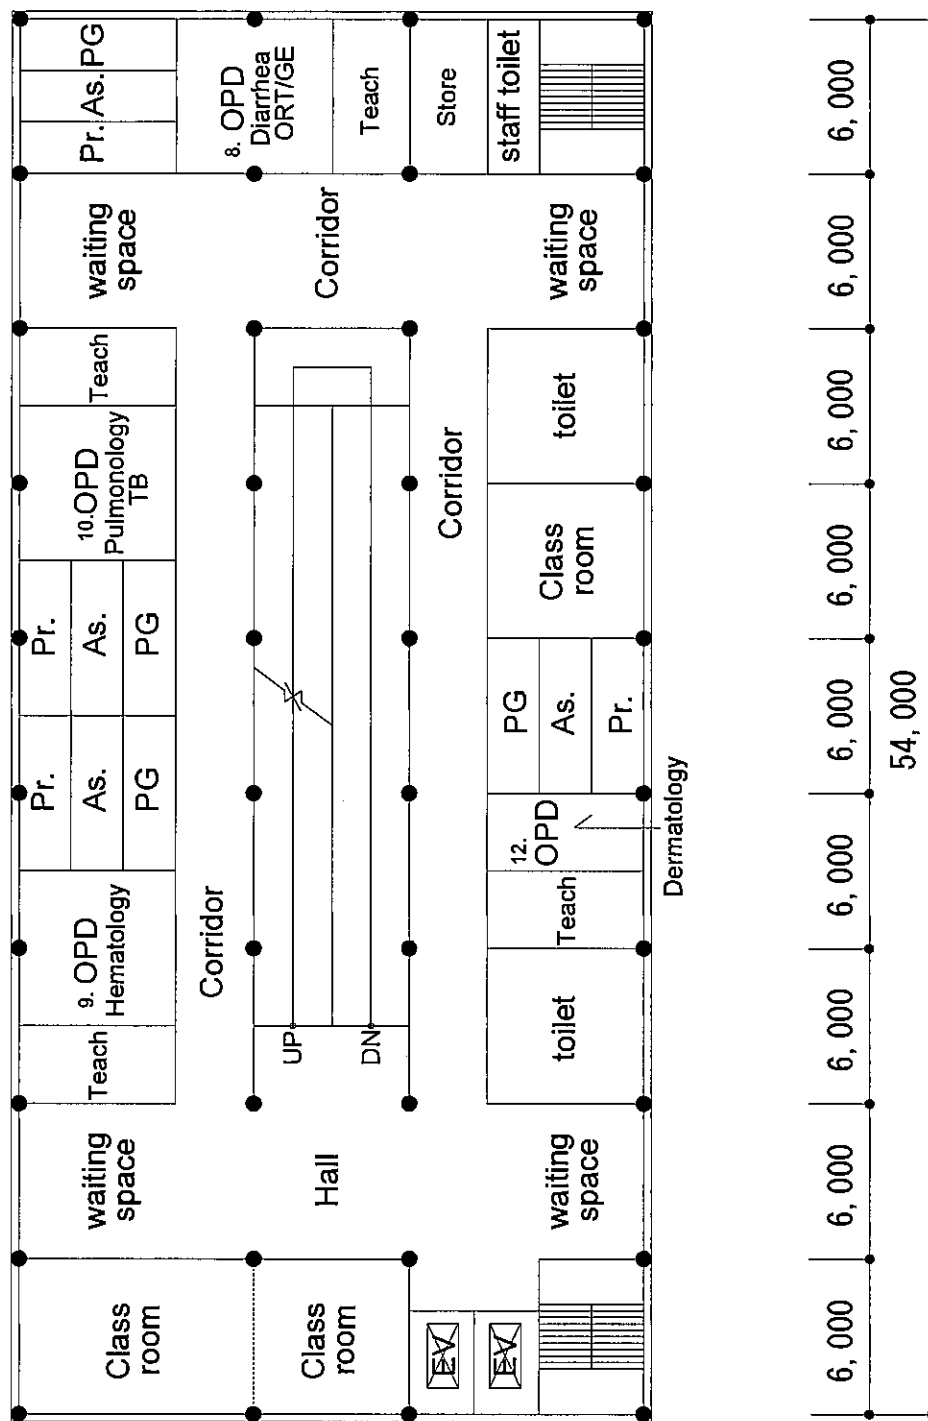 Class
room
waiting
space
Teach
9. OPD
Hematology
Pr.
As.
PG
Pr.
As.
PG
10.OPD
Pulmonology
TB
Teach
waiting
space
Pr. As. PG
Corridor
8. OPD
Diarrhea
ORT/GE
Class
room
Hall
UP
DN
Corridor
Teach
Corridor
Store
EV
EV
waiting
space
toilet
Teach
12.
OPD
PG
As.
Pr.
Class
room
toilet
waiting
space
staff toilet
Dermatology
6,000 6,000 6,000 6,000 6,000 6,000 6,000 6,000 6,000
54,000